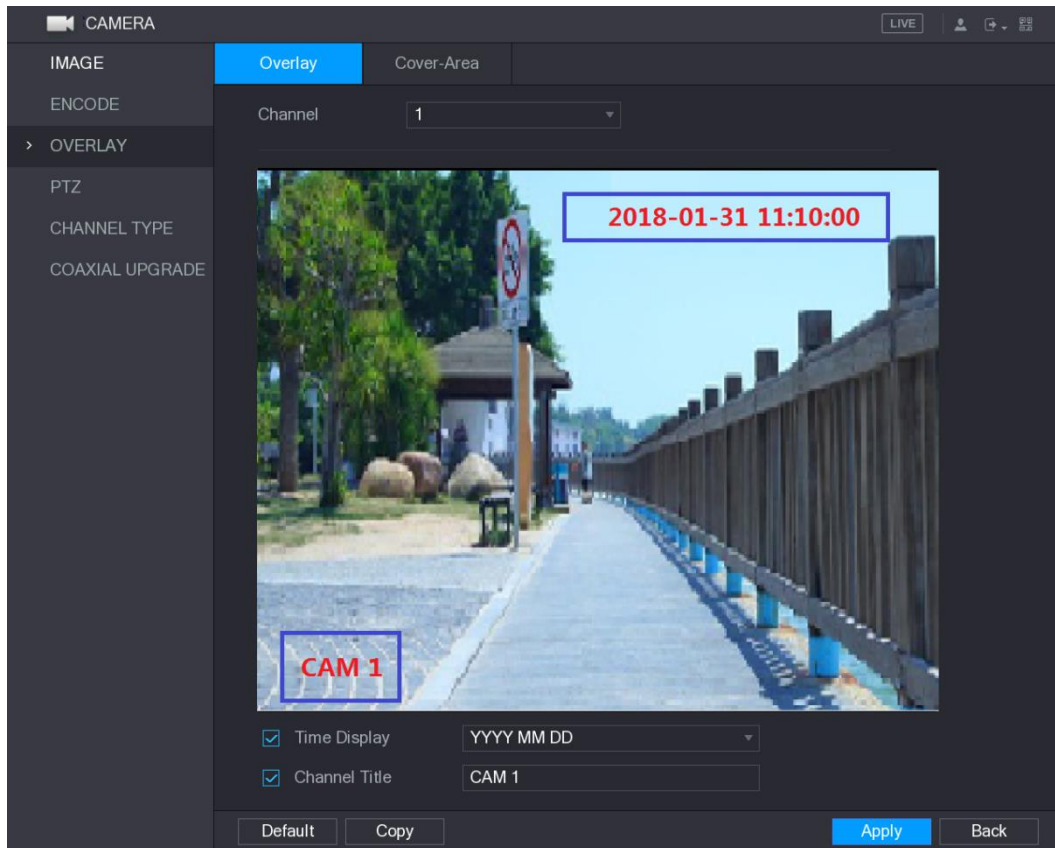 CAMERA
LIVE
IMAGE
ENCODE
OVERLAY
PTZ
CHANNEL TYPE
COAXIAL UPGRADE
Overlay Cover-Area
Channel 1
2018-01-31 11:10:00
CAM 1
Time Display YYYY MM DD
Channel Title CAM 1
Default Copy Apply Back